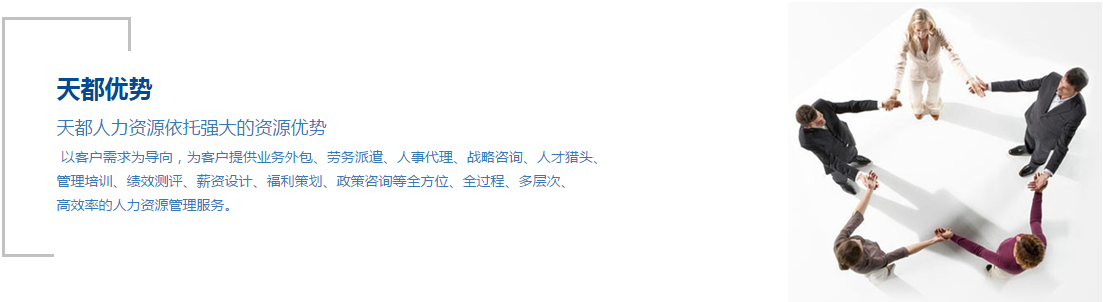 天都优势
天都人力资源依托强大的资源优势
以客户需求为导向，为客户提供业务外包、劳务派遣、人事代理、战略咨询、人才猎头、
管理培训、绩效测评、薪资设计、福利策划、政策咨询等全方位、全过程、多层次、
高效率的人力资源管理服务。